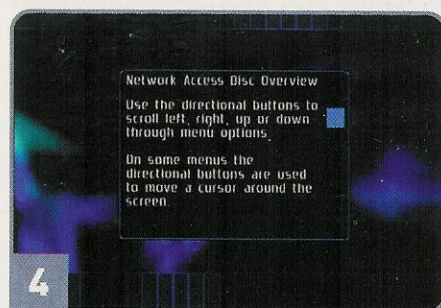 Network Access Disc Overview
Use the directional buttons to
scroll left, right, up or down
through menu options.
On some menus the
directional buttons are used
to move a cursor around the
screen.
4